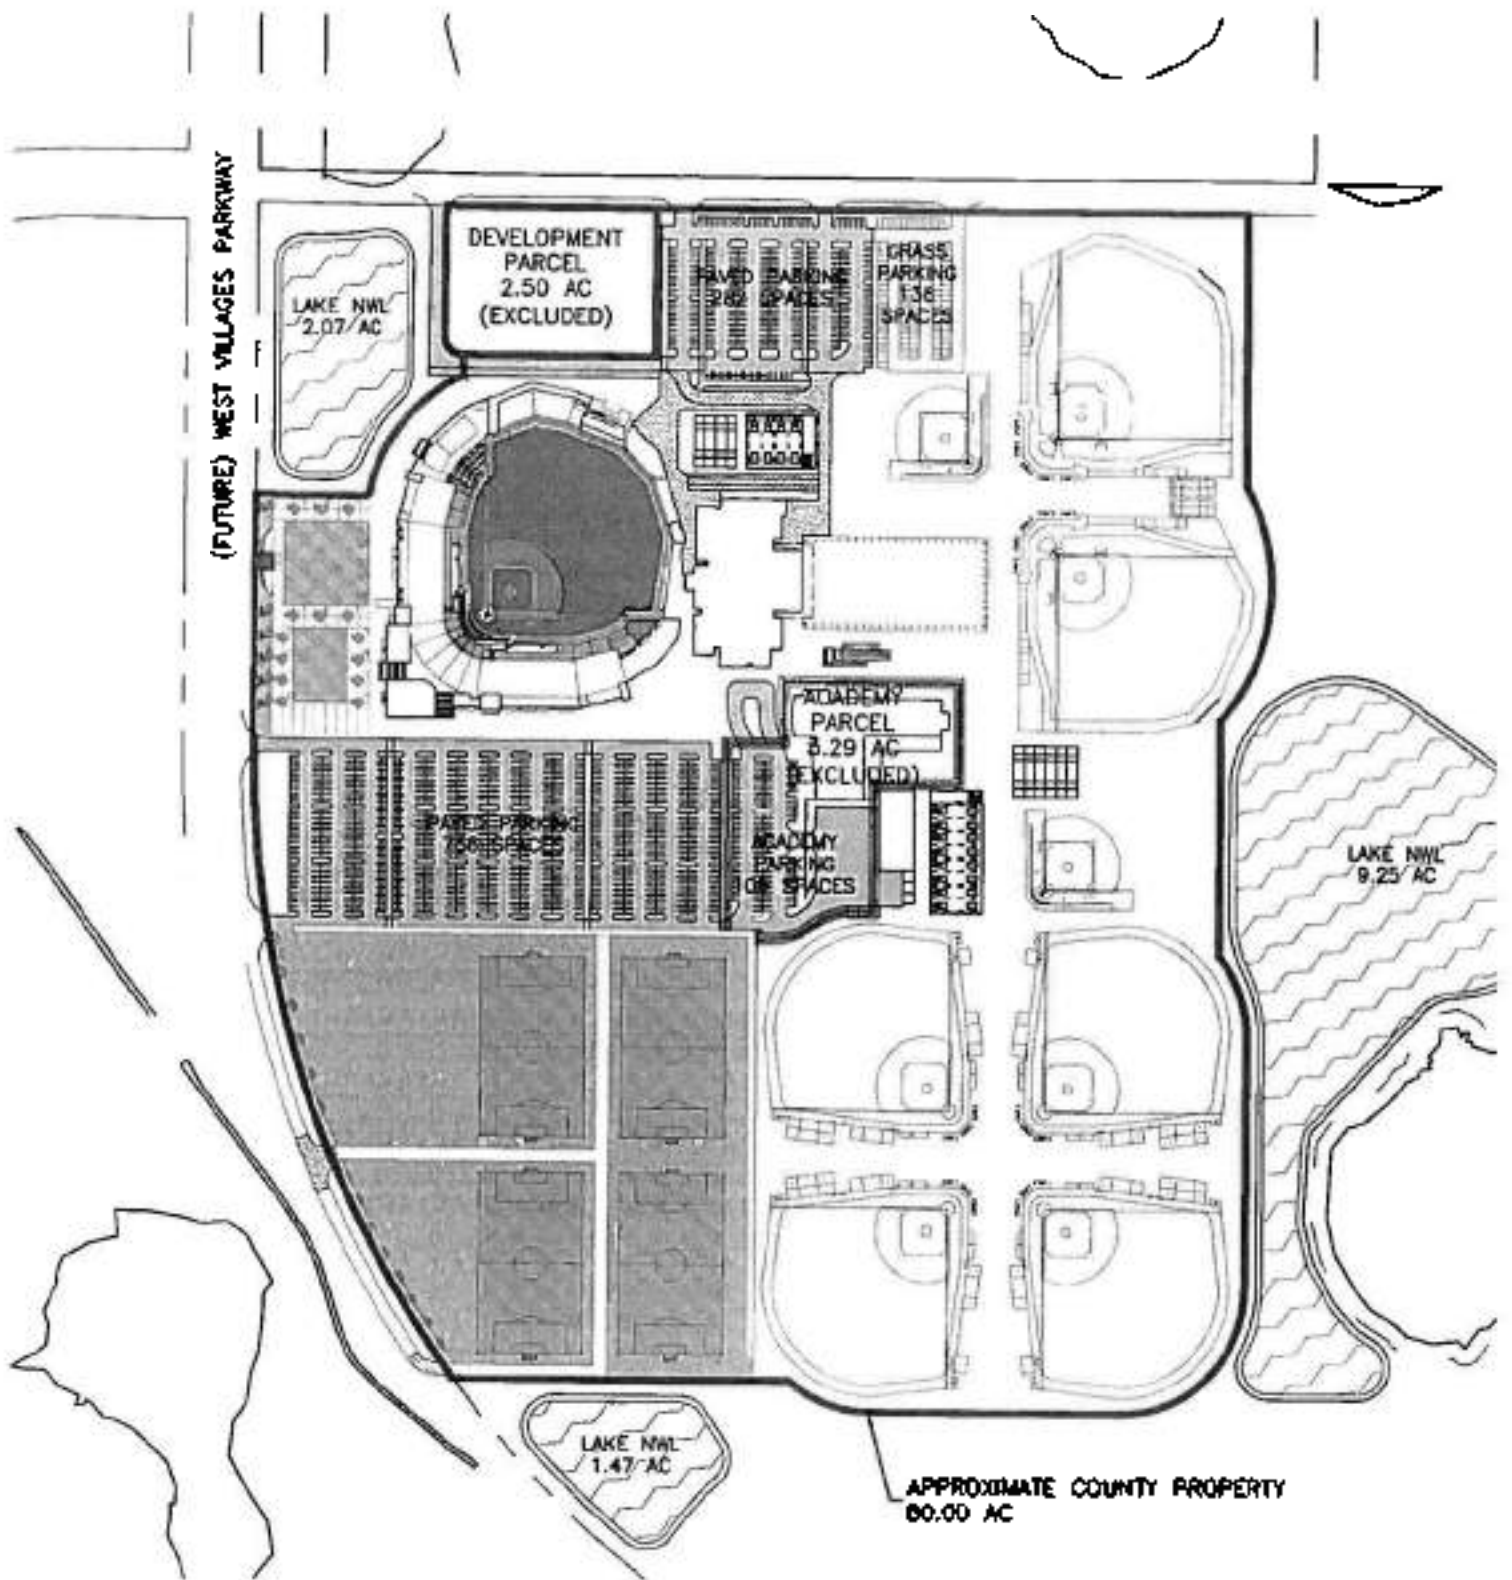 (FUTURE) WEST VILLAGES PARKWAY
LAKE NWL
2.07 AC
DEVELOPMENT
PARCEL
2.50 AC
(EXCLUDED)
PAVED PARKING
282 SPACES
GRASS
PARKING
138
SPACES
ACADEMY
PARCEL
AC
(EXCLUDED)
PAVED PARKING
SPACES
ACADEMY
PARKING
SPACES
LAKE NWL
9.25 AC
LAKE NWL
1.47 AC
APPROXIMATE COUNTY PROPERTY
AC